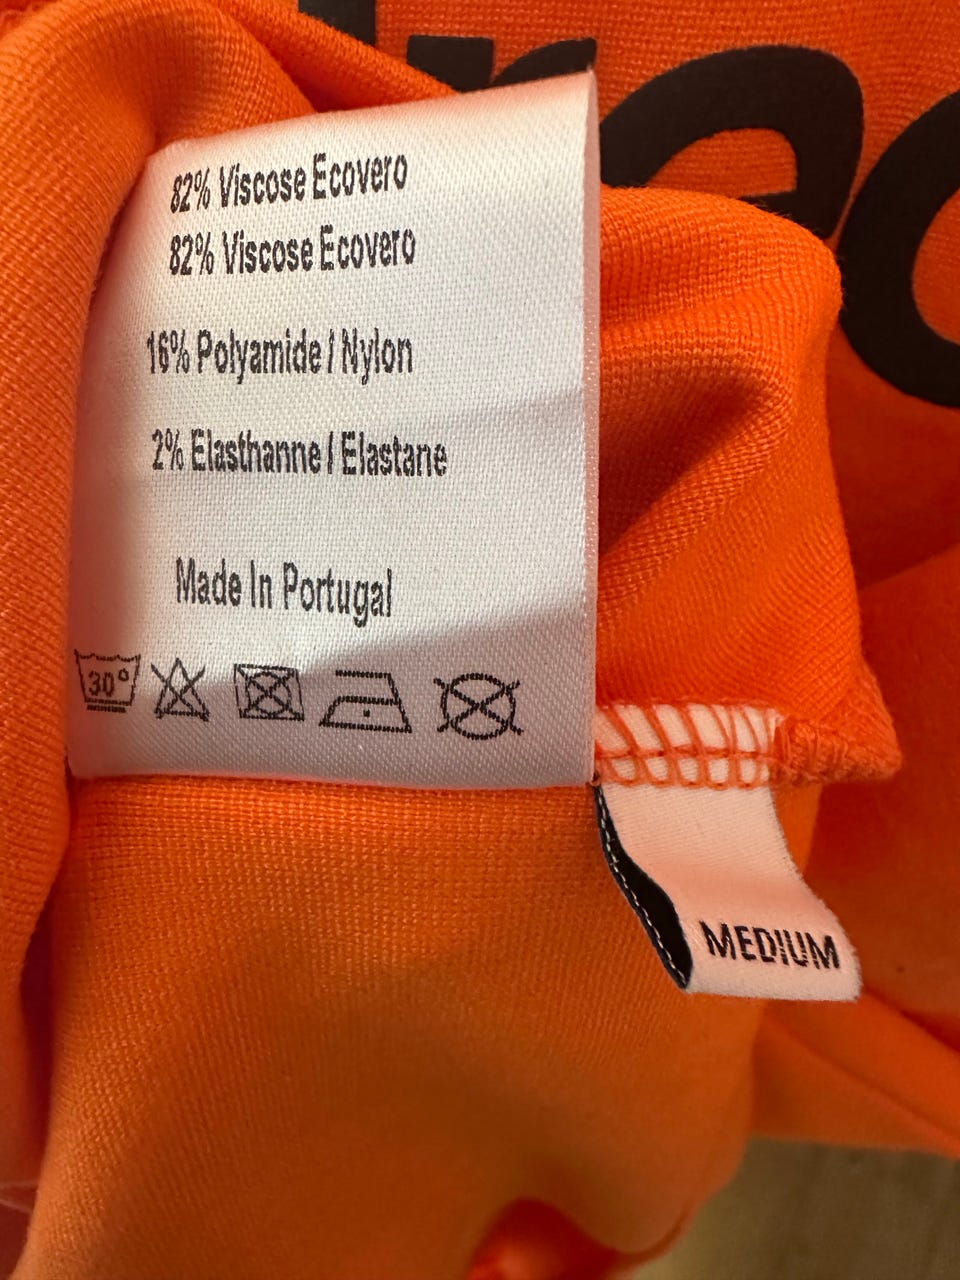 82% Viscose Ecovero
82% Viscose Ecovero
16% Polyamide / Nylon
2% Elasthanne / Elastane
Made In Portugal
30°
MEDIUM